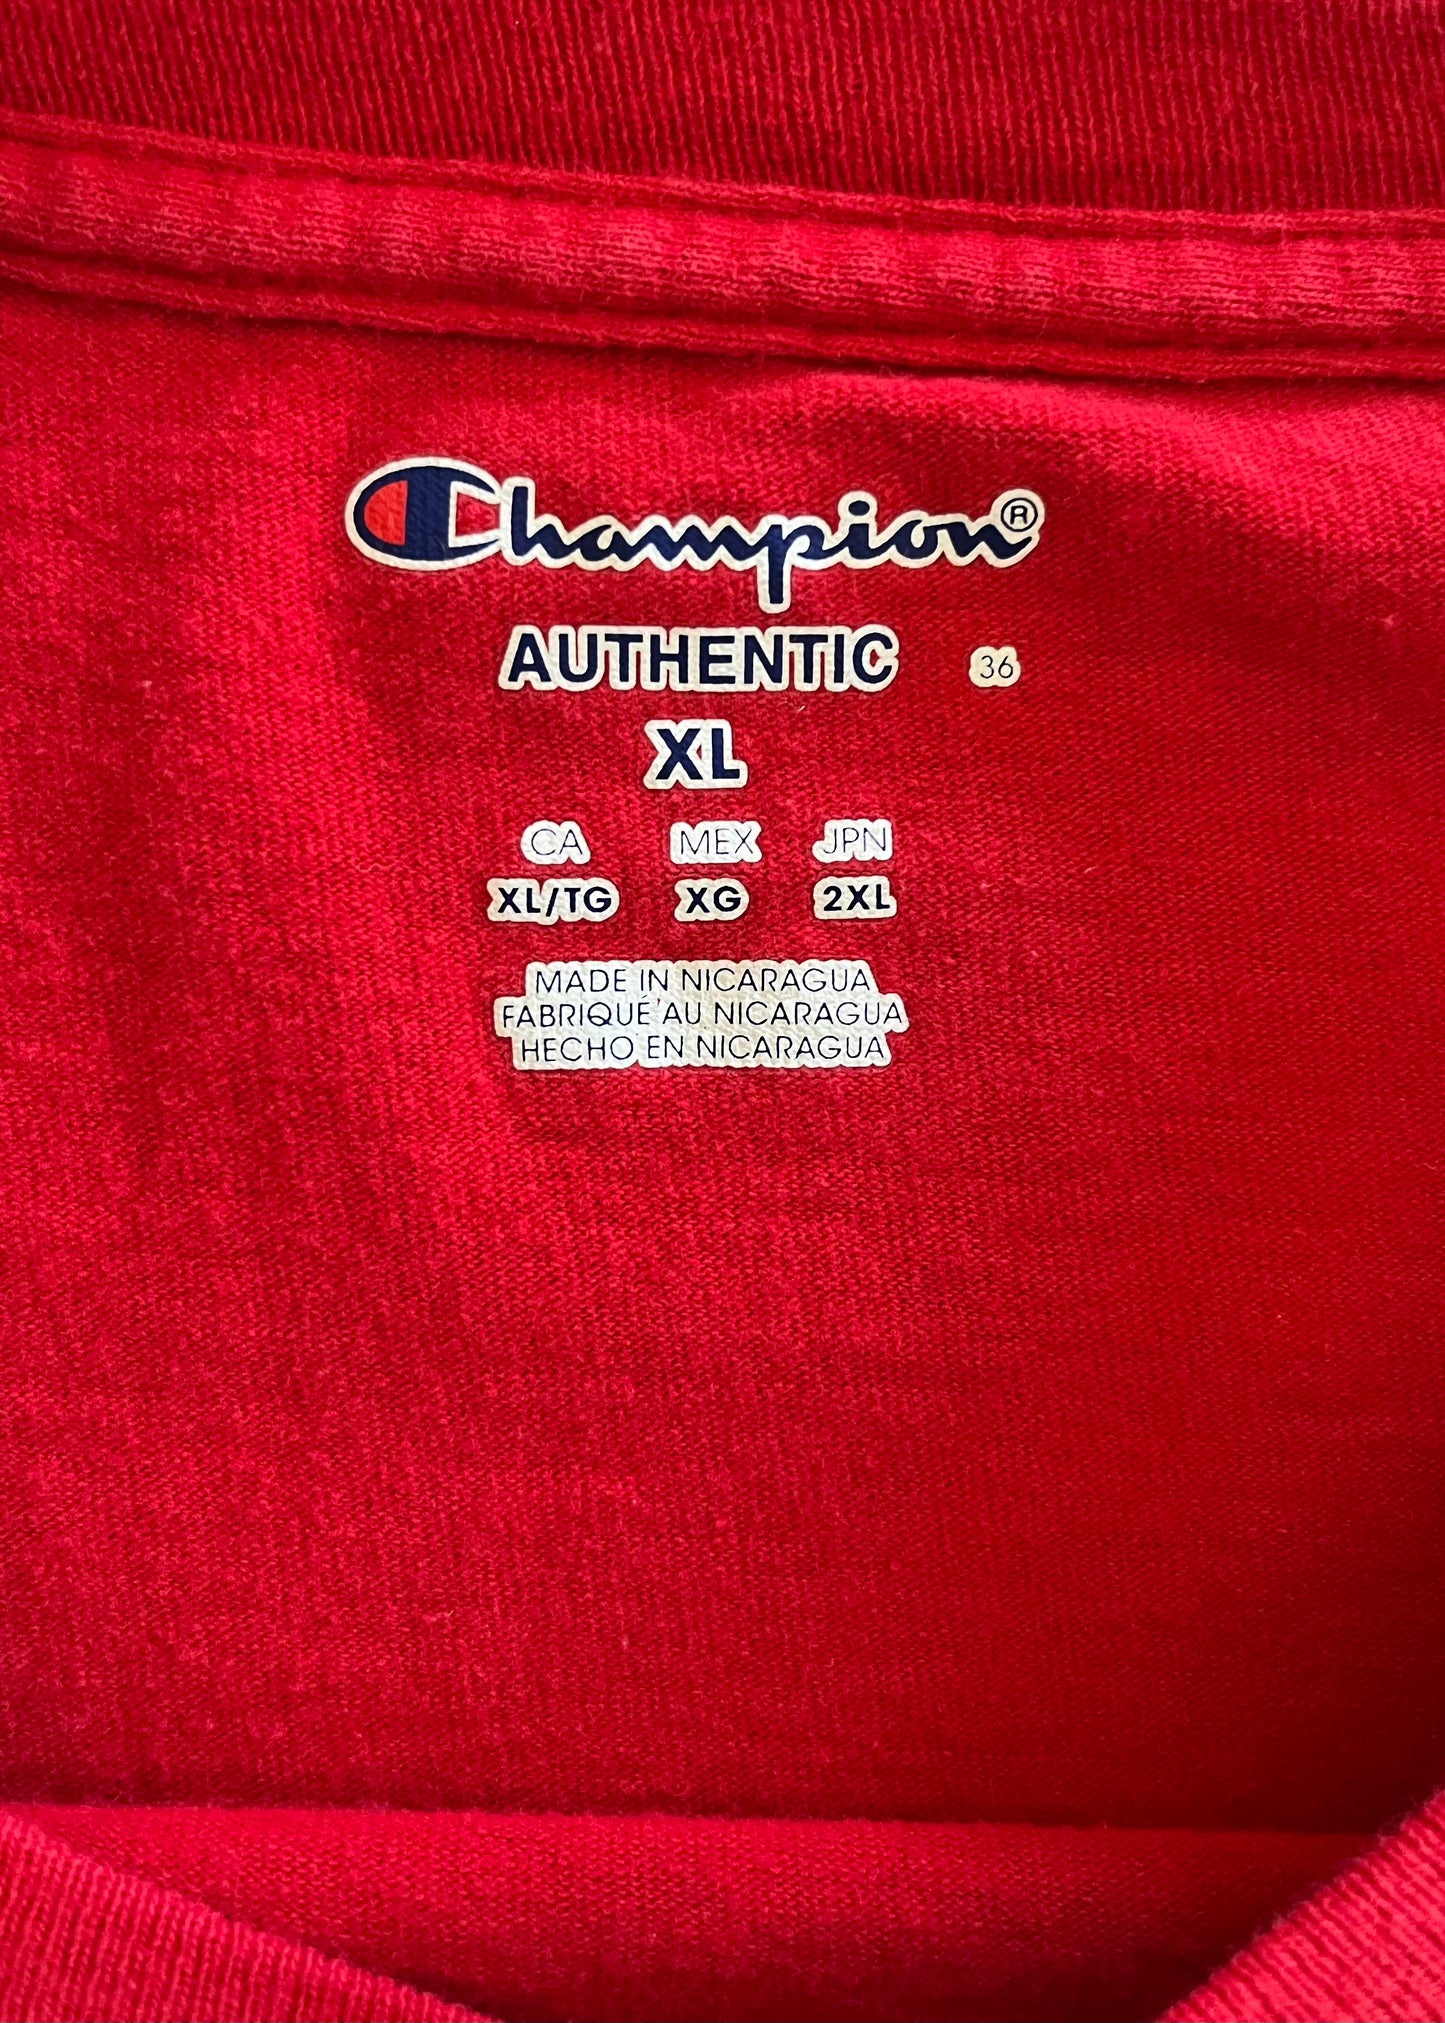 Champion®
AUTHENTIC 36
XL
CA MEX JPN
XL/TG XG 2XL
MADE IN NICARAGUA
FABRIQUÉ AU NICARAGUA
HECHO EN NICARAGUA